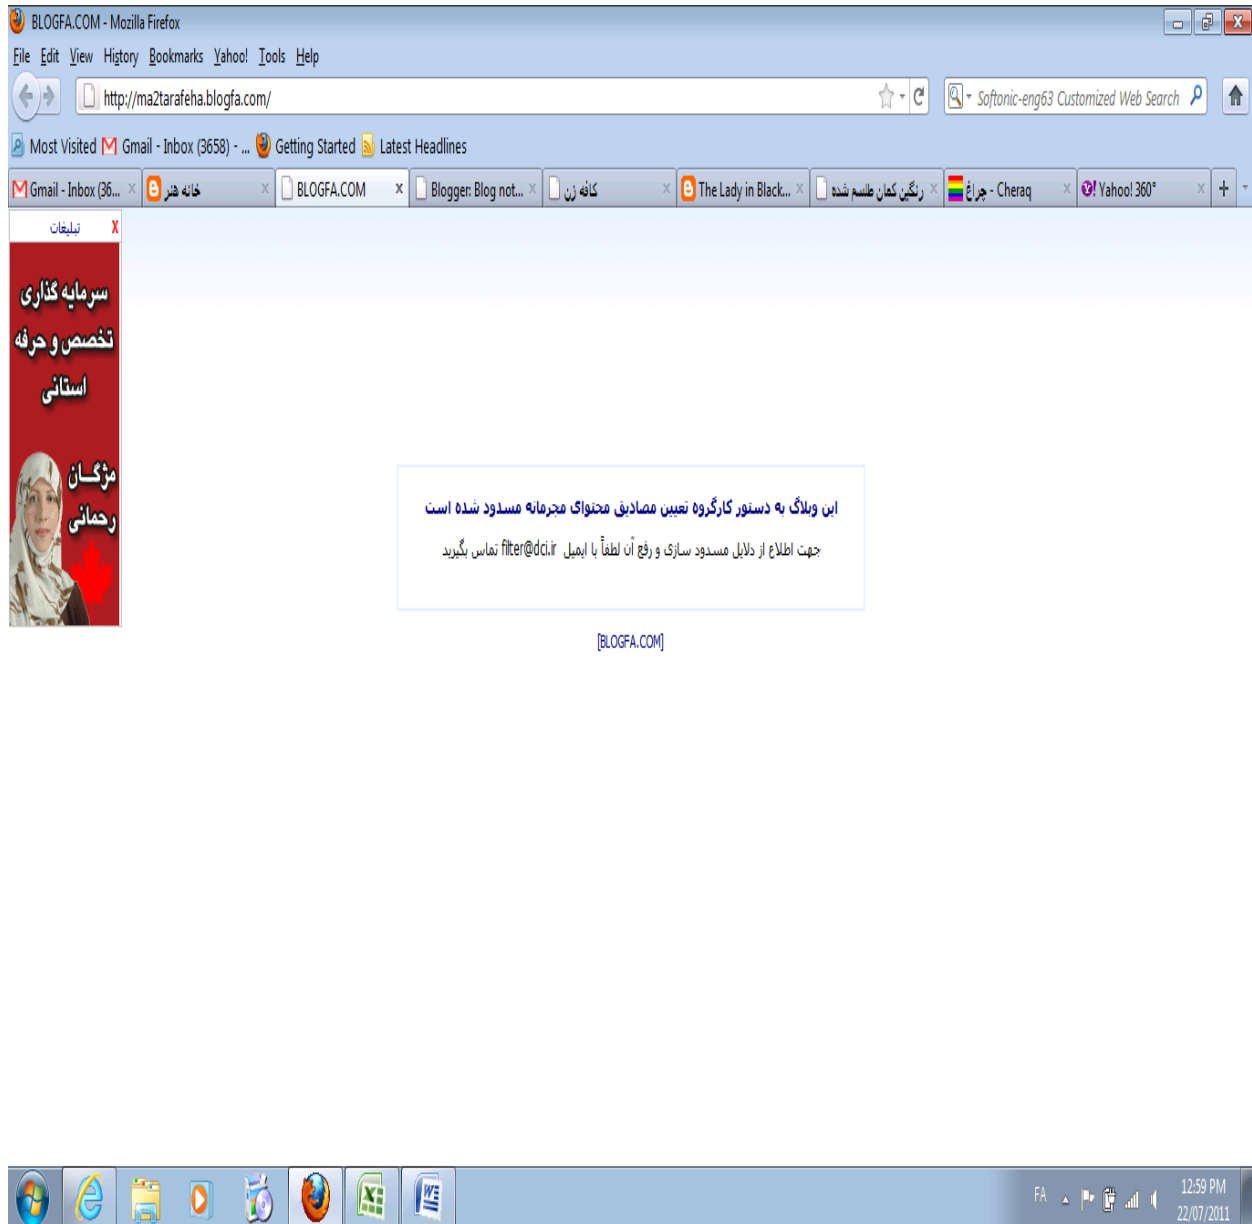 BLOGFA.COM - Mozilla Firefox
File Edit View History Bookmarks Yahoo! Tools Help
http://ma2tarafeha.blogfa.com/
Softonic-eng63 Customized Web Search
Most Visited Gmail - Inbox (3658) - ... Getting Started Latest Headlines
Gmail - Inbox (36... خانه هنر BLOGFA.COM Blogger: Blog not... کافه زن The Lady in Black... رنگین کمان طلسم شده چراغ - Cheraq Yahoo! 360°
تبلیغات X
سرمایه گذاری
تخصص و حرفه
استانی
مژگـان
رحمانی
این وبلاگ به دستور کارگروه تعیین مصادیق محتوای مجرمانه مسدود شده است
جهت اطلاع از دلایل مسدود سازی و رفع آن لطفاً با ایمیل filter@dci.ir تماس بگیرید
[BLOGFA.COM]
FA
12:59 PM
22/07/2011